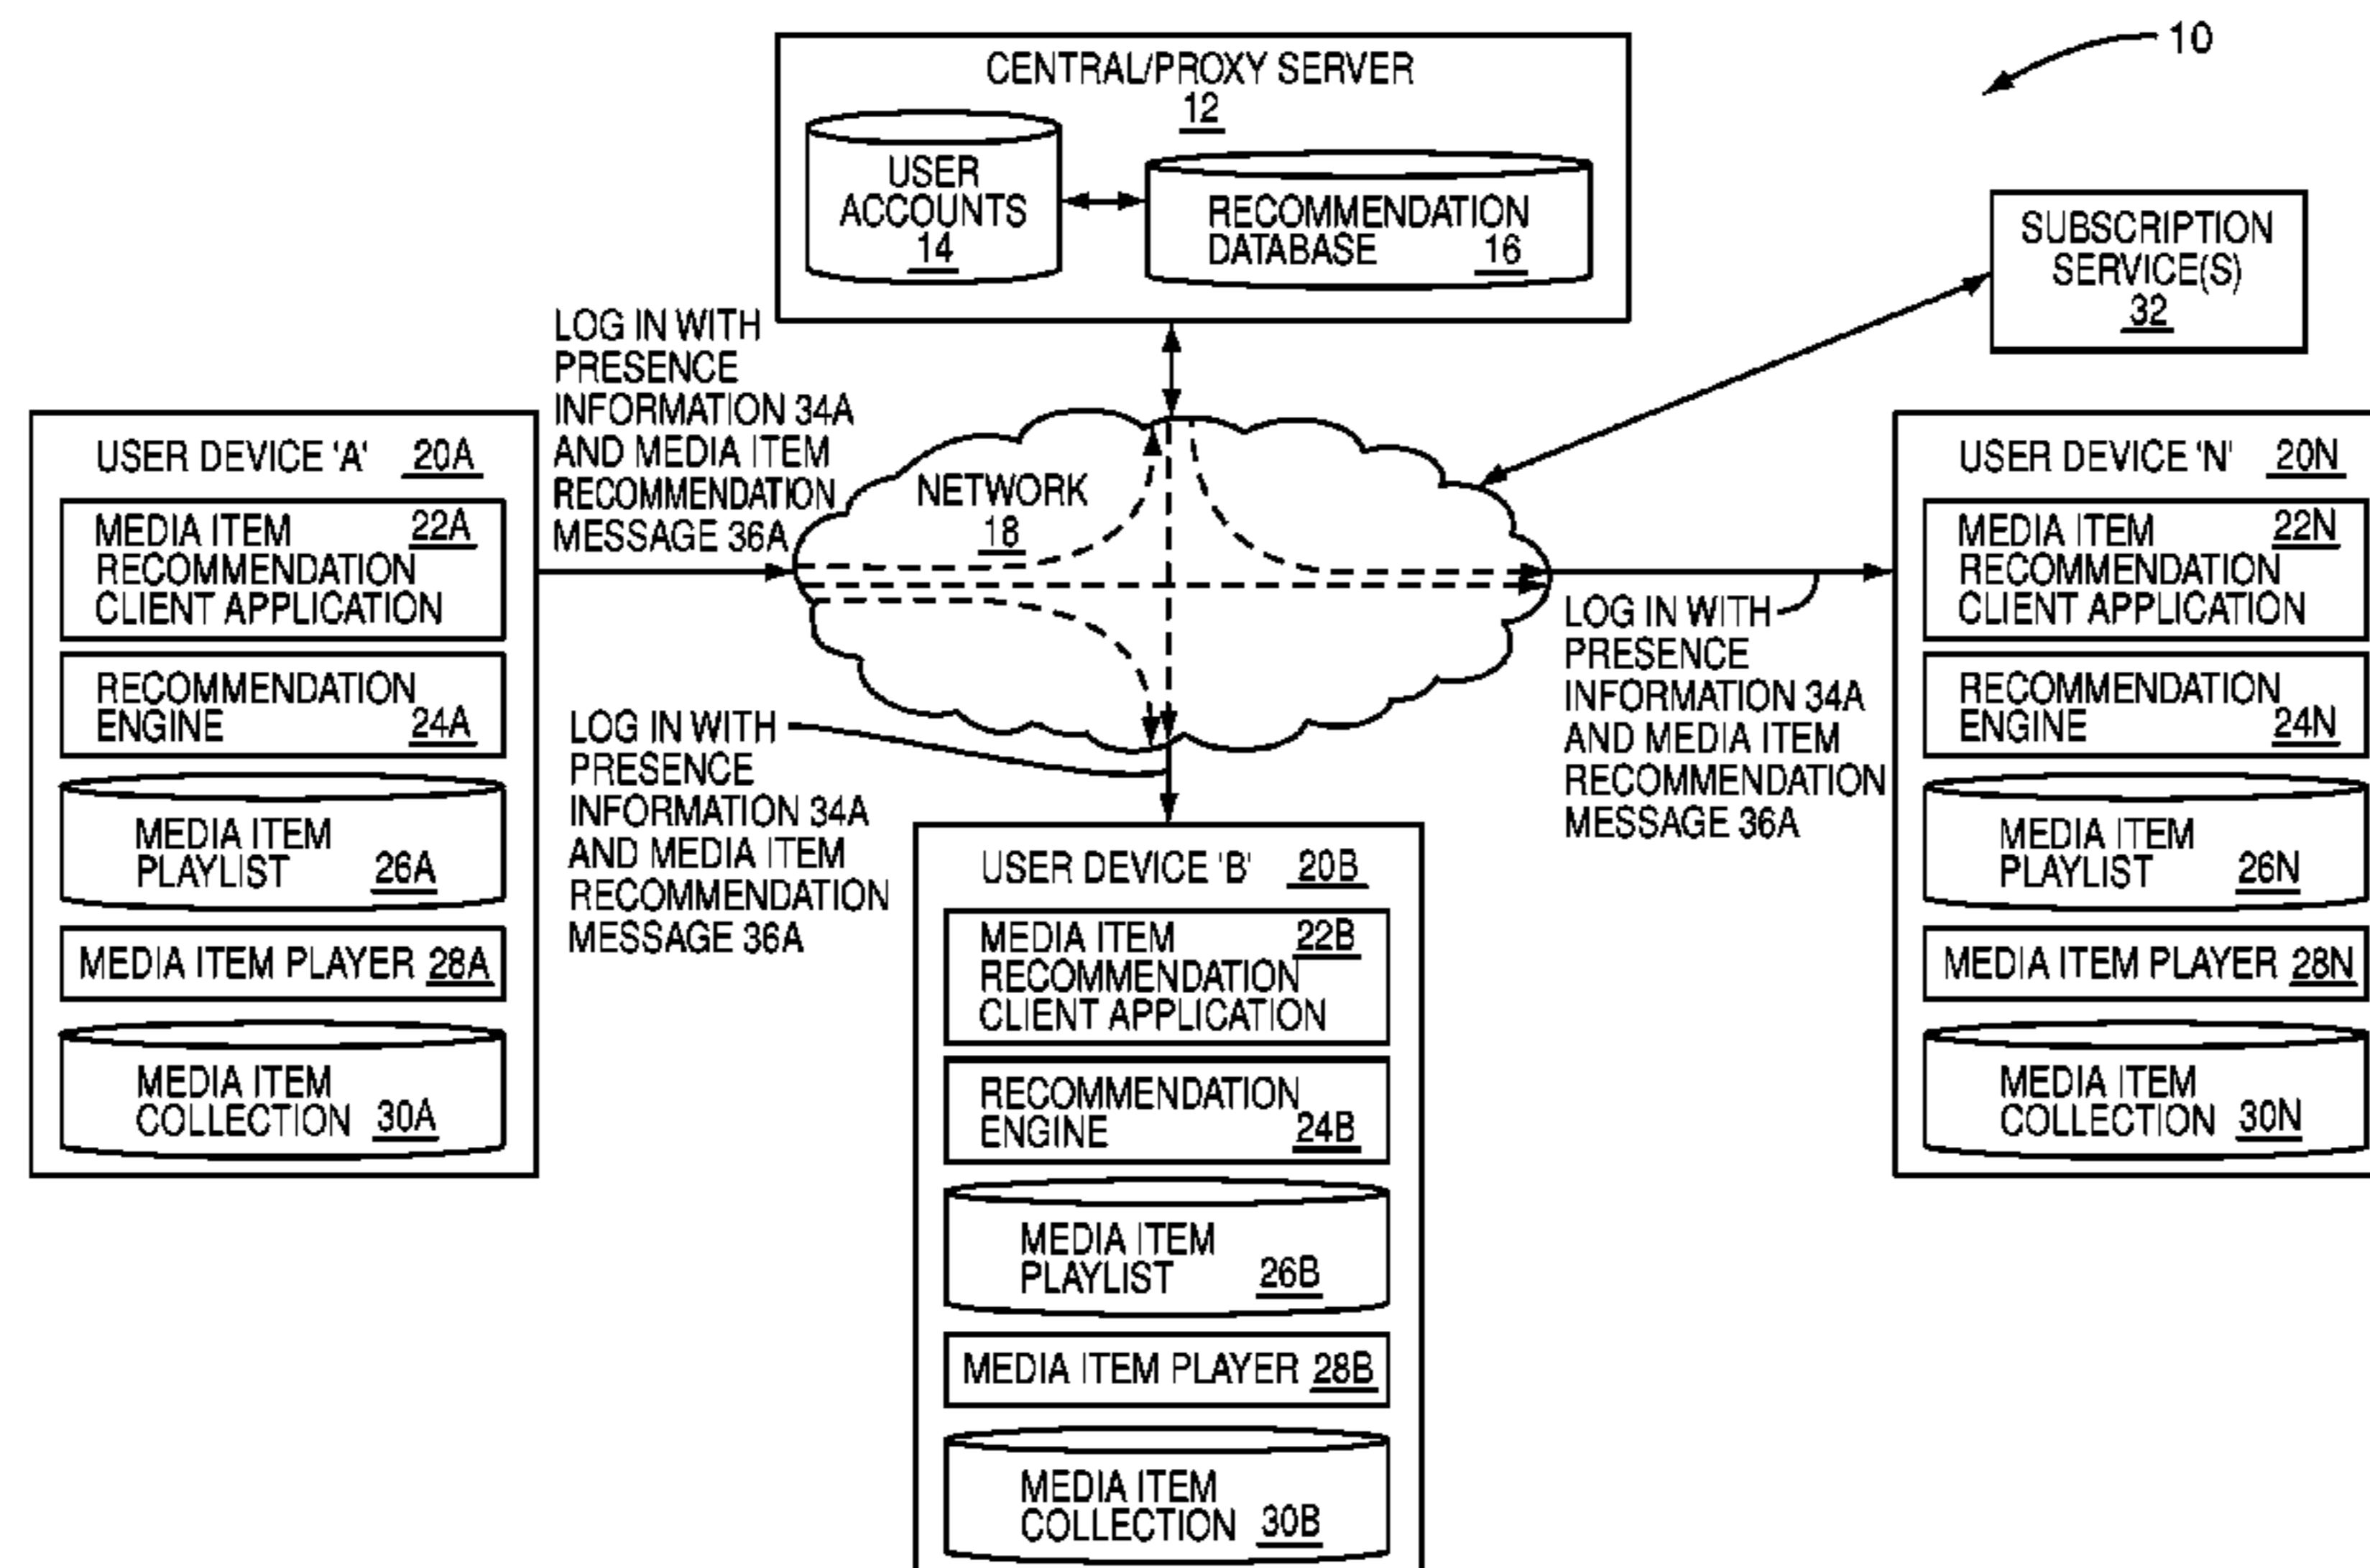 10
CENTRAL/PROXY SERVER
12
USER
ACCOUNTS
14
RECOMMENDATION
DATABASE 16
SUBSCRIPTION
SERVICE(S)
32
LOG IN WITH
PRESENCE
INFORMATION 34A
AND MEDIA ITEM
RECOMMENDATION
MESSAGE 36A
NETWORK
18
USER DEVICE 'A' 20A
MEDIA ITEM 22A
RECOMMENDATION
CLIENT APPLICATION
RECOMMENDATION
ENGINE 24A
MEDIA ITEM
PLAYLIST 26A
MEDIA ITEM PLAYER 28A
MEDIA ITEM
COLLECTION 30A
LOG IN WITH
PRESENCE
INFORMATION 34A
AND MEDIA ITEM
RECOMMENDATION
MESSAGE 36A
USER DEVICE 'B' 20B
MEDIA ITEM 22B
RECOMMENDATION
CLIENT APPLICATION
RECOMMENDATION
ENGINE 24B
MEDIA ITEM
PLAYLIST 26B
MEDIA ITEM PLAYER 28B
MEDIA ITEM
COLLECTION 30B
LOG IN WITH
PRESENCE
INFORMATION 34A
AND MEDIA ITEM
RECOMMENDATION
MESSAGE 36A
USER DEVICE 'N' 20N
MEDIA ITEM 22N
RECOMMENDATION
CLIENT APPLICATION
RECOMMENDATION
ENGINE 24N
MEDIA ITEM
PLAYLIST 26N
MEDIA ITEM PLAYER 28N
MEDIA ITEM
COLLECTION 30N